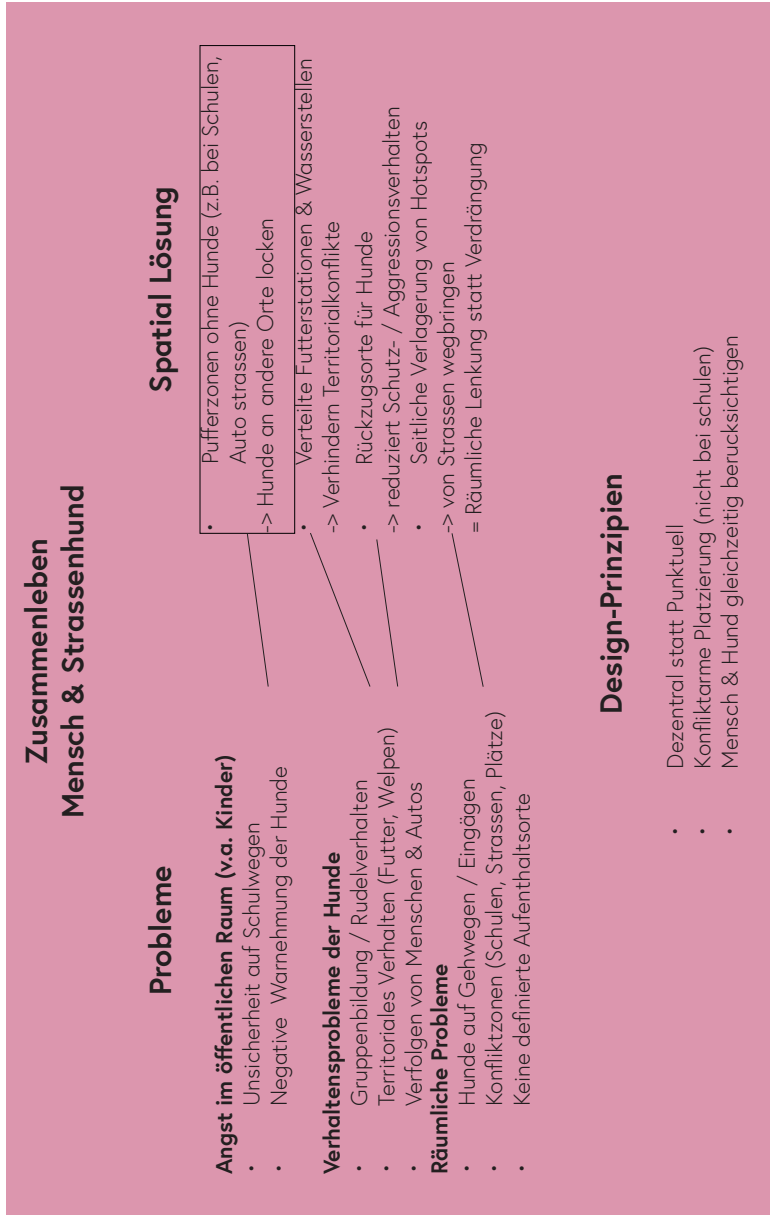 Zusammenleben
Mensch & Strassenhund
Probleme
Angst im öffentlichen Raum (v.a. Kinder)
• Unsicherheit auf Schulwegen
• Negative Warnehmung der Hunde
Verhaltensprobleme der Hunde
• Gruppenbildung / Rudelverhalten
• Territoriales Verhalten (Futter, Welpen)
• Verfolgen von Menschen & Autos
Räumliche Probleme
• Hunde auf Gehwegen / Eingägen
• Konfliktzonen (Schulen, Strassen, Plätze)
• Keine definierte Aufenthaltsorte
Spatial Lösung
• Pufferzonen ohne Hunde (z.B. bei Schulen,
Auto strassen)
-> Hunde an andere Orte locken
• Verteilte Futterstationen & Wasserstellen
-> Verhindern Territorialkonflikte
• Rückzugsorte für Hunde
-> reduziert Schutz- / Aggressionsverhalten
• Seitliche Verlagerung von Hotspots
-> von Strassen wegbringen
= Räumliche Lenkung statt Verdrängung
Design-Prinzipien
• Dezentral statt Punktuell
• Konfliktarme Platzierung (nicht bei schulen)
• Mensch & Hund gleichzeitig berucksichtigen